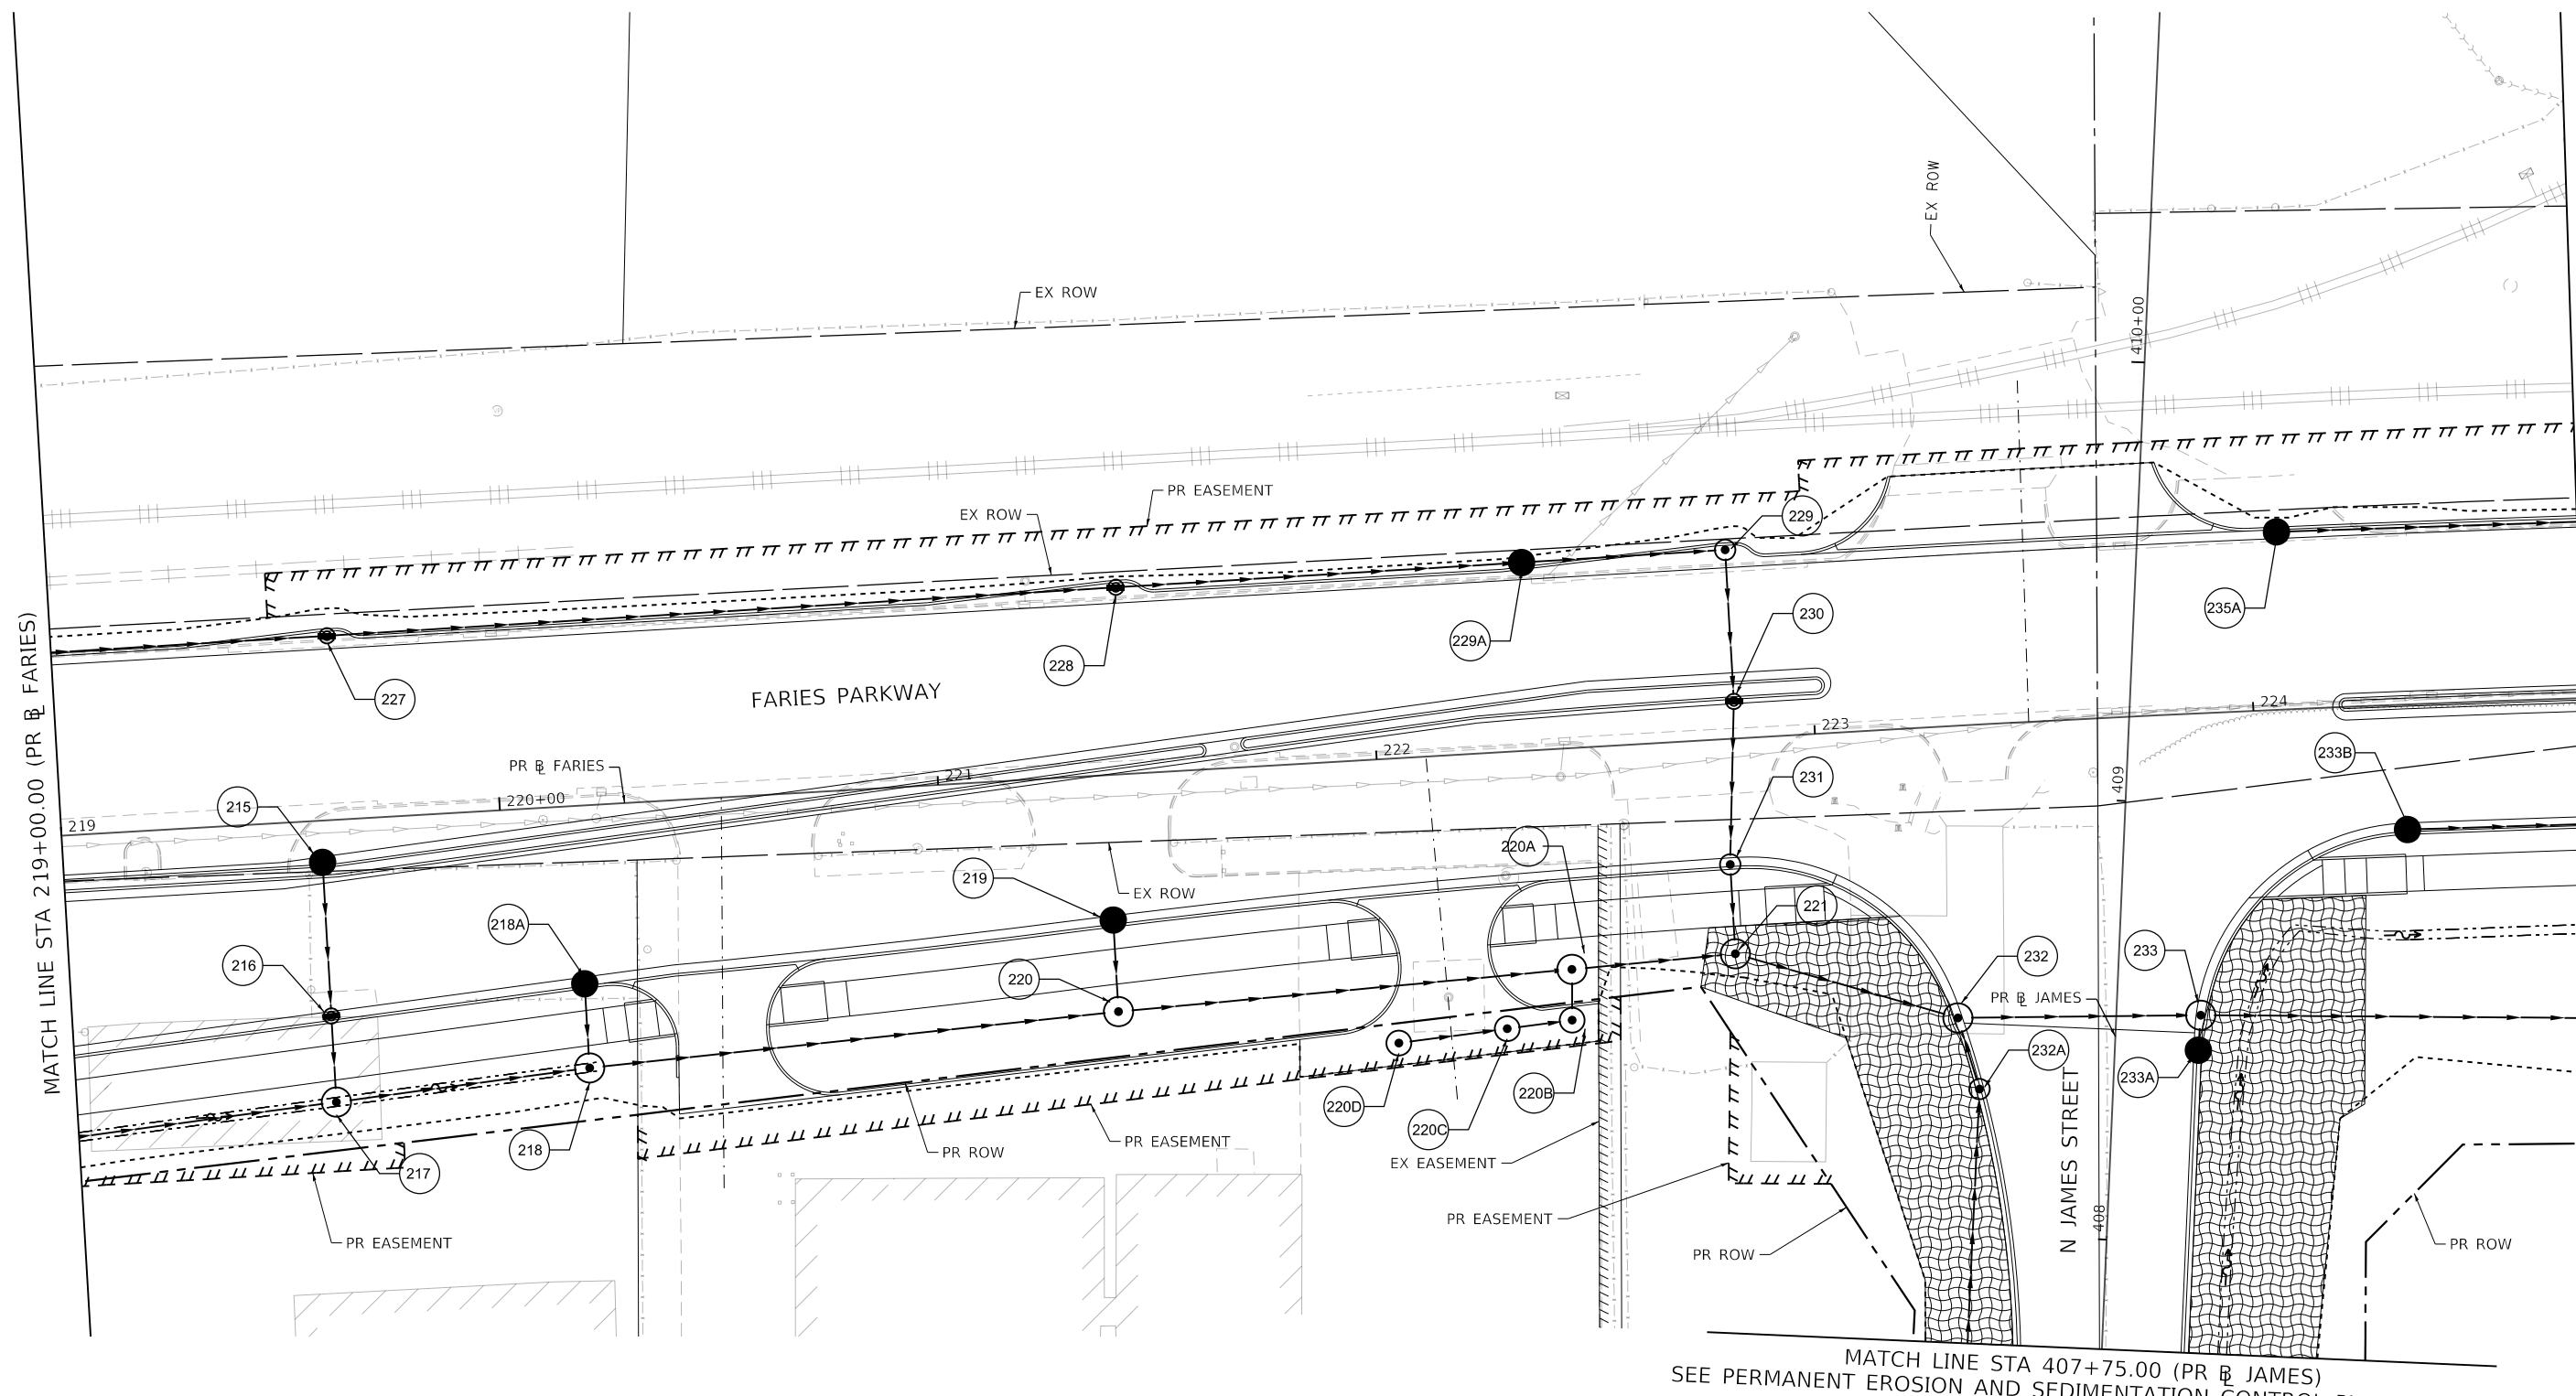 EX ROW
410+00
EX ROW
PR EASEMENT
EX ROW
229
235A
230
229A
228
227
FARIES PARKWAY
MATCH LINE STA 219+00.00 (PR ℄ FARIES)
224
223
222
233B
PR ℄ FARIES
221
220+00
409
231
215
219
220A
219
EX ROW
221
218A
216
220
232
233
PR ℄ JAMES
232A
233A
220B
220D
220C
PR EASEMENT
218
PR ROW
217
EX EASEMENT
N JAMES STREET
408
PR EASEMENT
PR EASEMENT
PR ROW
PR ROW
MATCH LINE STA 407+75.00 (PR ℄ JAMES)
SEE PERMANENT EROSION AND SEDIMENTATION CONTROL